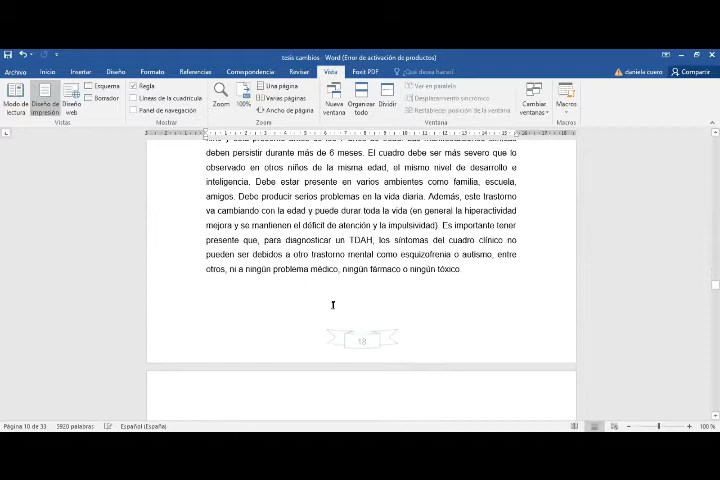 tesis cambios - Word (Error de activación de productos)
Archivo Inicio Insertar Diseño Formato Referencias Correspondencia Revisar Vista Foxit PDF ¿Qué desea hacer? daniela cuero Compartir
Modo de lectura
Diseño de impresión
Diseño web
Esquema
Borrador
Vistas
Regla
Líneas de la cuadrícula
Panel de navegación
Mostrar
Zoom
100%
Una página
Varias páginas
Ancho de página
Zoom
Nueva ventana
Organizar todo
Dividir
Ver en paralelo
Desplazamiento sincrónico
Restablecer posición de la ventana
Ventana
Cambiar ventanas
Macros
Macros
deben persistir durante más de 6 meses. El cuadro debe ser más severo que lo
observado en otros niños de la misma edad, el mismo nivel de desarrollo e
inteligencia. Debe estar presente en varios ambientes como familia, escuela,
amigos. Debe producir serios problemas en la vida diaria. Además, este trastorno
va cambiando con la edad y puede durar toda la vida (en general la hiperactividad
mejora y se mantienen el déficit de atención y la impulsividad). Es importante tener
presente que, para diagnosticar un TDAH, los síntomas del cuadro clínico no
pueden ser debidos a otro trastorno mental como esquizofrenia o autismo, entre
otros, ni a ningún problema médico, ningún fármaco o ningún tóxico
18
Página 10 de 33 5920 palabras Español (España) 100 %